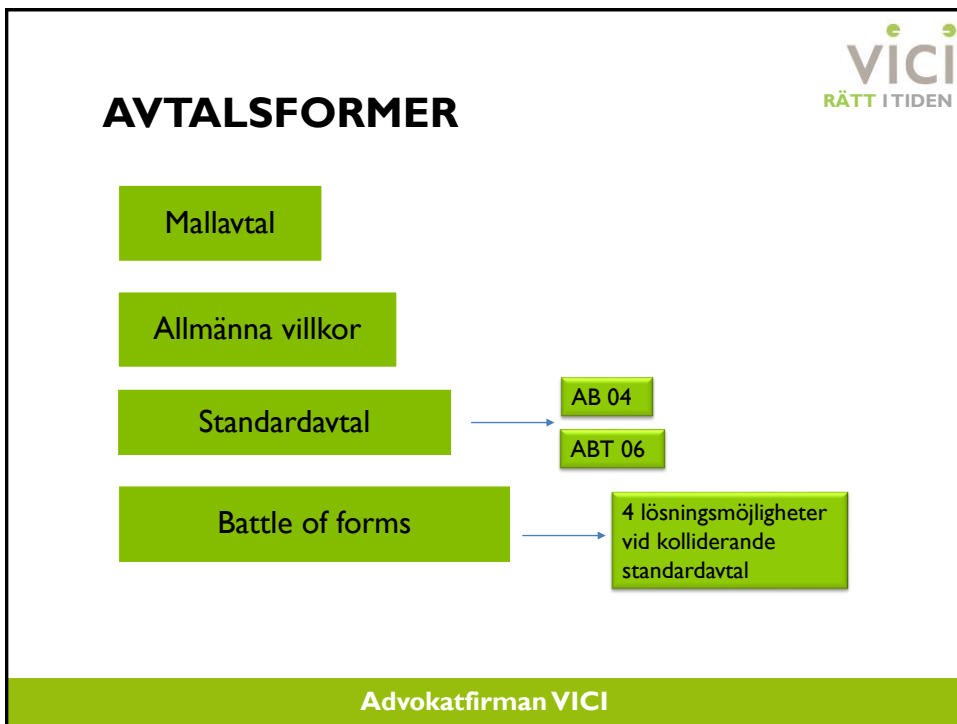 VICI
RÄTT I TIDEN
AVTALSFORMER
Mallavtal
Allmänna villkor
Standardavtal
AB 04
ABT 06
Battle of forms
4 lösningsmöjligheter
vid kolliderande
standardavtal
Advokatfirman VICI